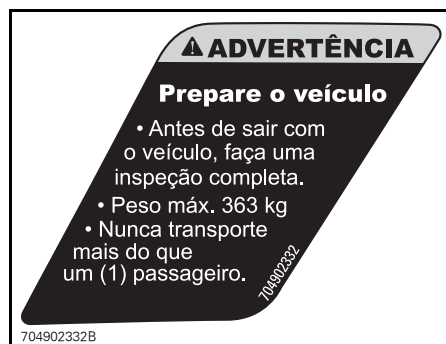 ⚠ ADVERTÊNCIA
Prepare o veículo
• Antes de sair com
o veículo, faça uma
inspeção completa.
• Peso máx. 363 kg
• Nunca transporte
mais do que
um (1) passageiro.
704902332
704902332B